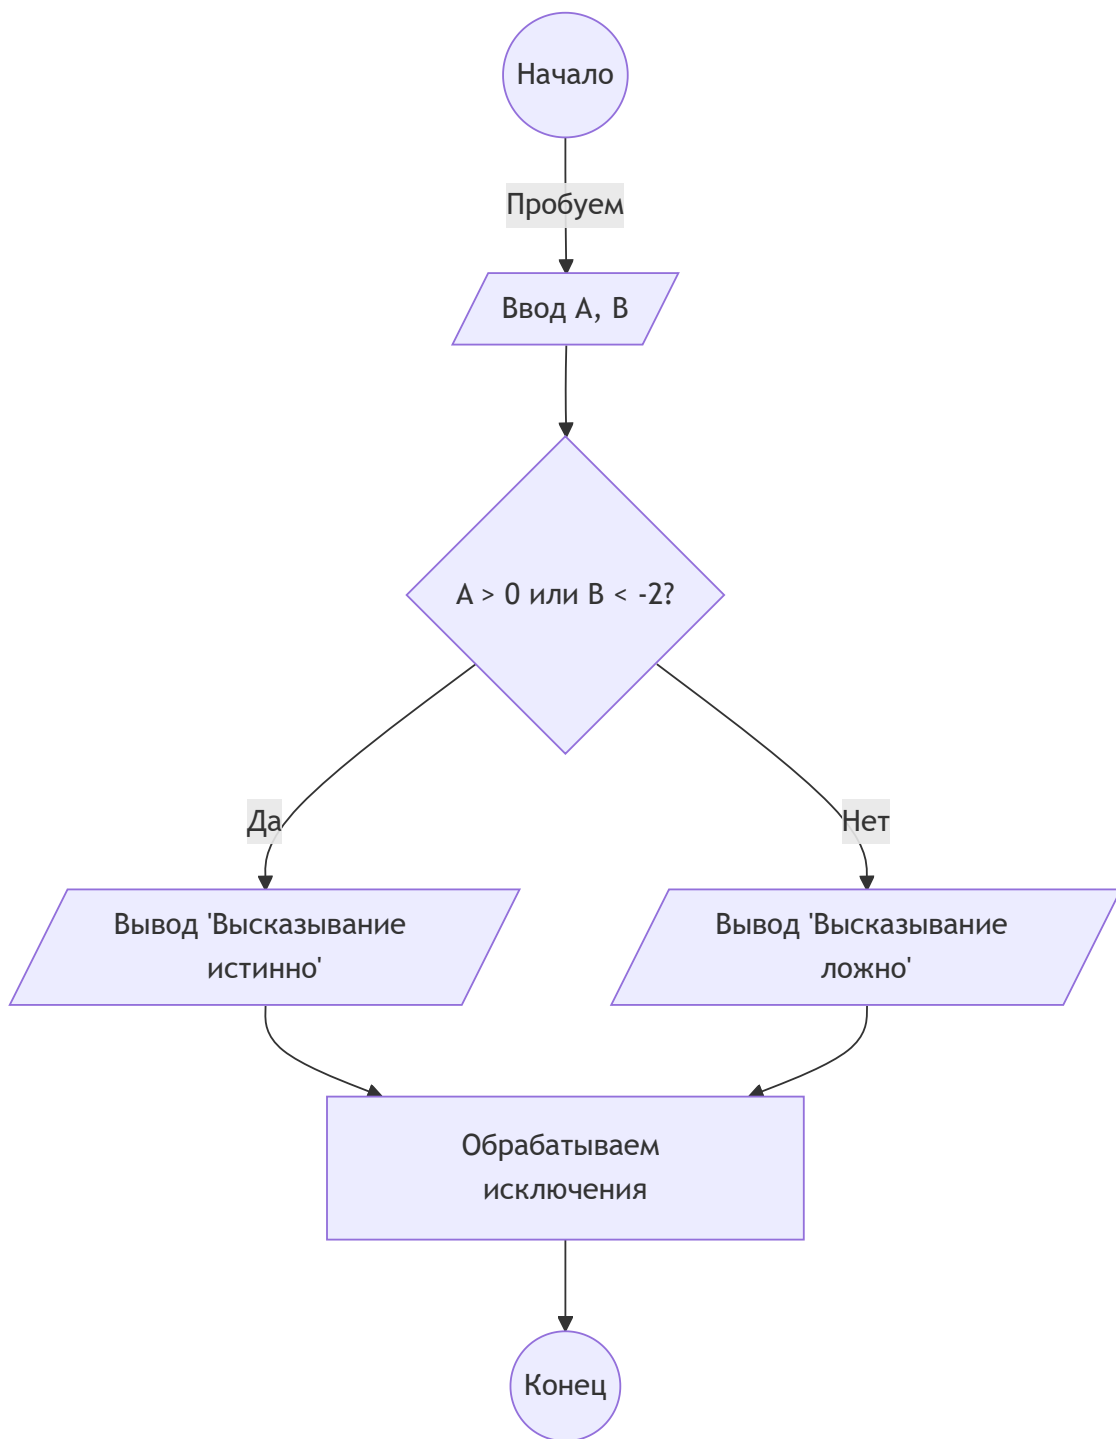 Начало
Пробуем
Ввод A, B
A > 0 или B < -2?
Да
Нет
Вывод 'Высказывание
истинно'
Вывод 'Высказывание
ложно'
Обрабатываем
исключения
Конец